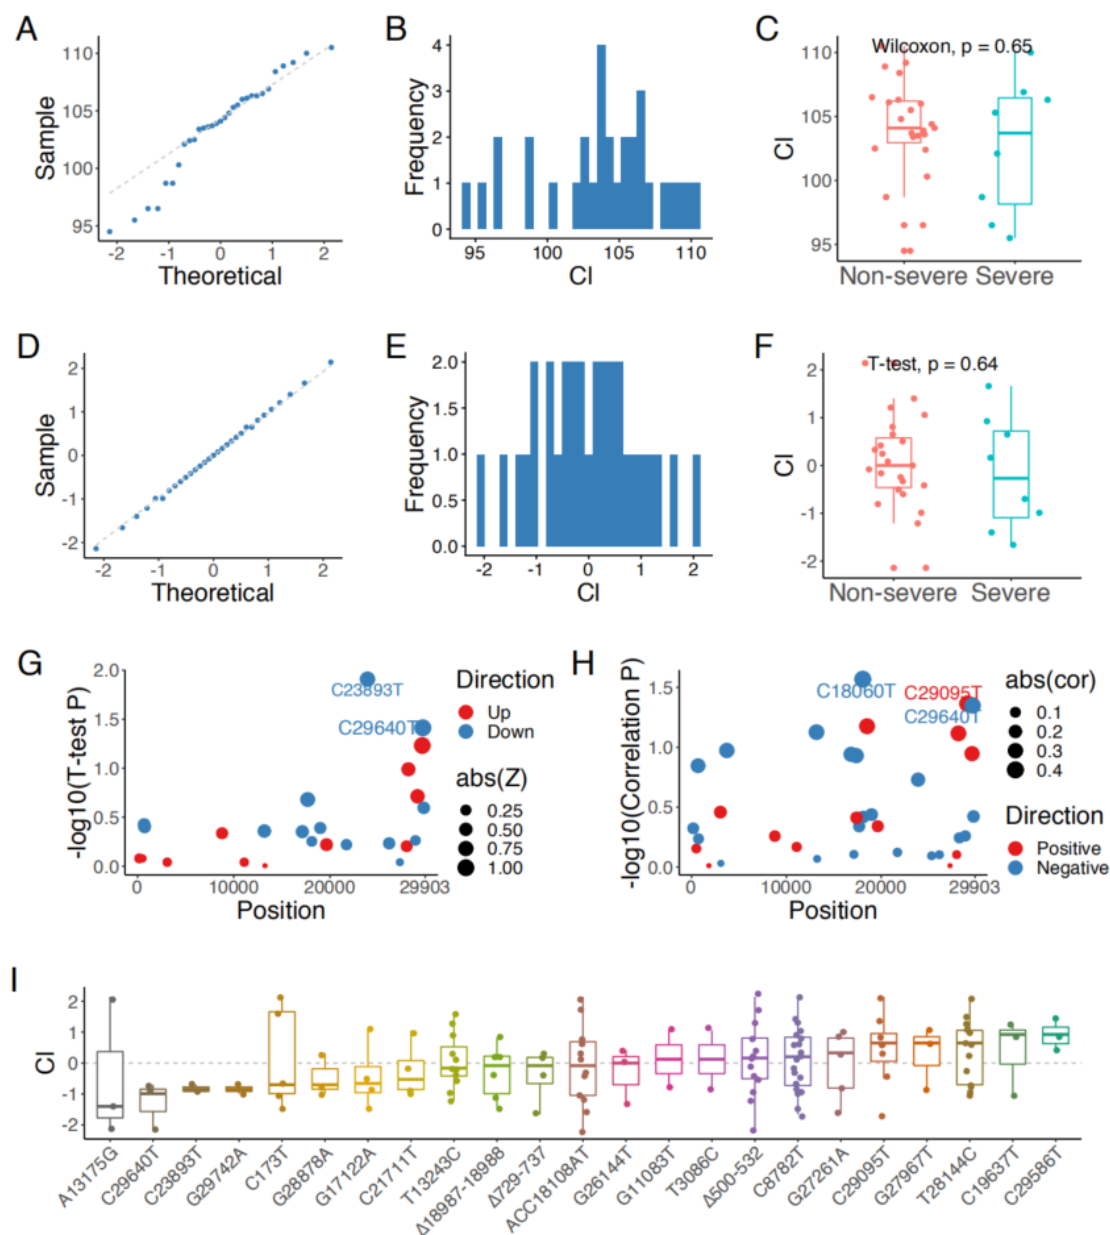 A
110
105
100
95
Sample
-2 -1 0 1 2
Theoretical
B
4
3
2
1
0
Frequency
95 100 105 110
CI
C
Wilcoxon, p = 0.65
110
105
100
95
CI
Non-severe Severe
D
2
1
0
-1
-2
Sample
-2 -1 0 1 2
Theoretical
E
2.0
1.5
1.0
0.5
0.0
Frequency
-2 -1 0 1 2
CI
F
T-test, p = 0.64
2
1
0
-1
-2
CI
Non-severe Severe
G
2.0
1.5
1.0
0.5
0.0
-log10(T-test P)
C23893T
C29640T
0 10000 20000 29903
Position
Direction
Up
Down
abs(Z)
0.25
0.50
0.75
1.00
H
1.5
1.0
0.5
0.0
-log10(Correlation P)
C18060T
C29095T
C29640T
0 10000 20000 29903
Position
abs(cor)
0.1
0.2
0.3
0.4
Direction
Positive
Negative
I
2
1
0
-1
-2
CI
A13175G
C29640T
C23893T
G29742A
C173T
G28878A
G17122A
C21711T
T13243C
Δ18987-18988
Δ729-737
ACC18108AT
G26144T
G11083T
T3086C
Δ500-532
C8782T
G27261A
C29095T
G27967T
T28144C
C19637T
C29586T